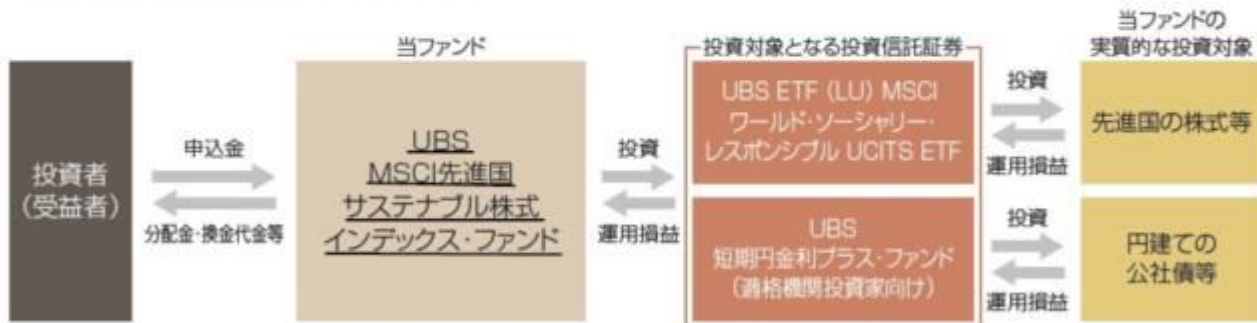 当ファンド
投資対象となる投資信託証券
当ファンドの
実質的な投資対象
投資者
(受益者)
申込金
分配金・換金代金等
UBS
MSCI先進国
サステナブル株式
インデックス・ファンド
投資
運用損益
UBS ETF (LU) MSCI
ワールド・ソーシャリー・
レスポンシブル UCITS ETF
投資
運用損益
先進国の株式等
UBS
短期円金利プラス・ファンド
(適格機関投資家向け)
投資
運用損益
円建ての
公社債等